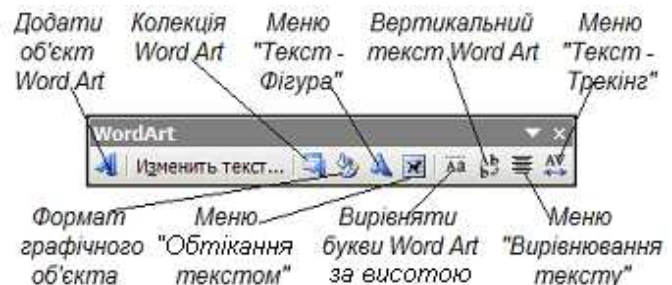 Додати Колекція Меню Вертикальний Меню
об'єкт Word Art "Текст - текст Word Art "Текст -
Word Art Фігура" Трекінг"
WordArt
Изменить текст...
Формат Меню Вирівняти Меню
графічного "Обтікання букви Word Art "Вирівнювання
об'єкта текстом" за висотою тексту"